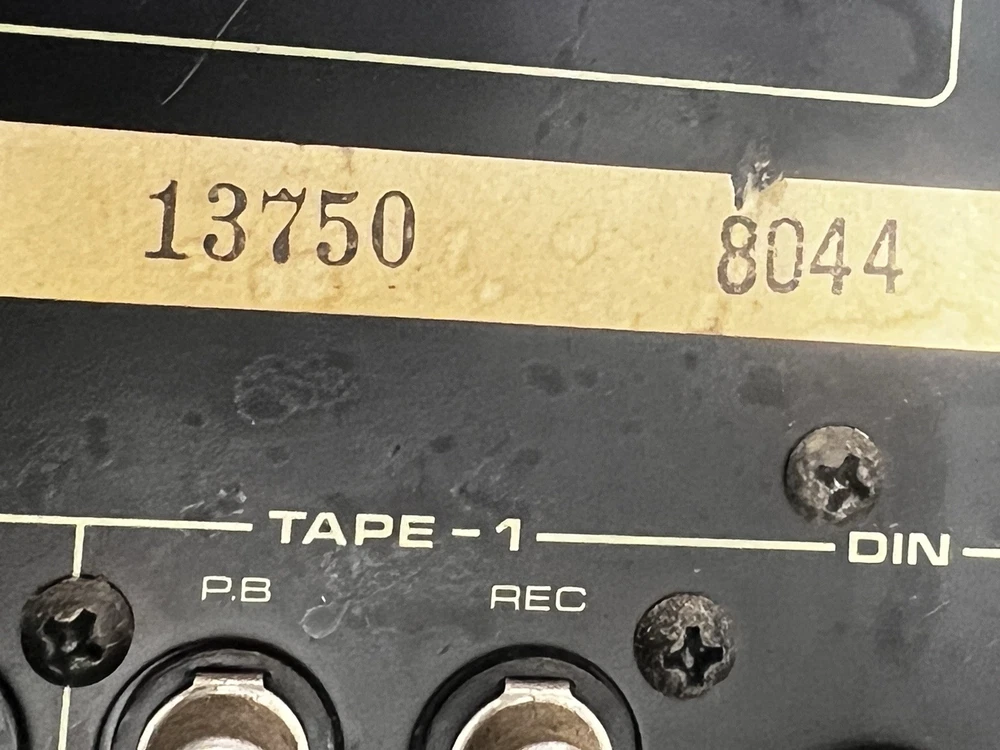 13750 8044
TAPE-1 DIN
P.B REC